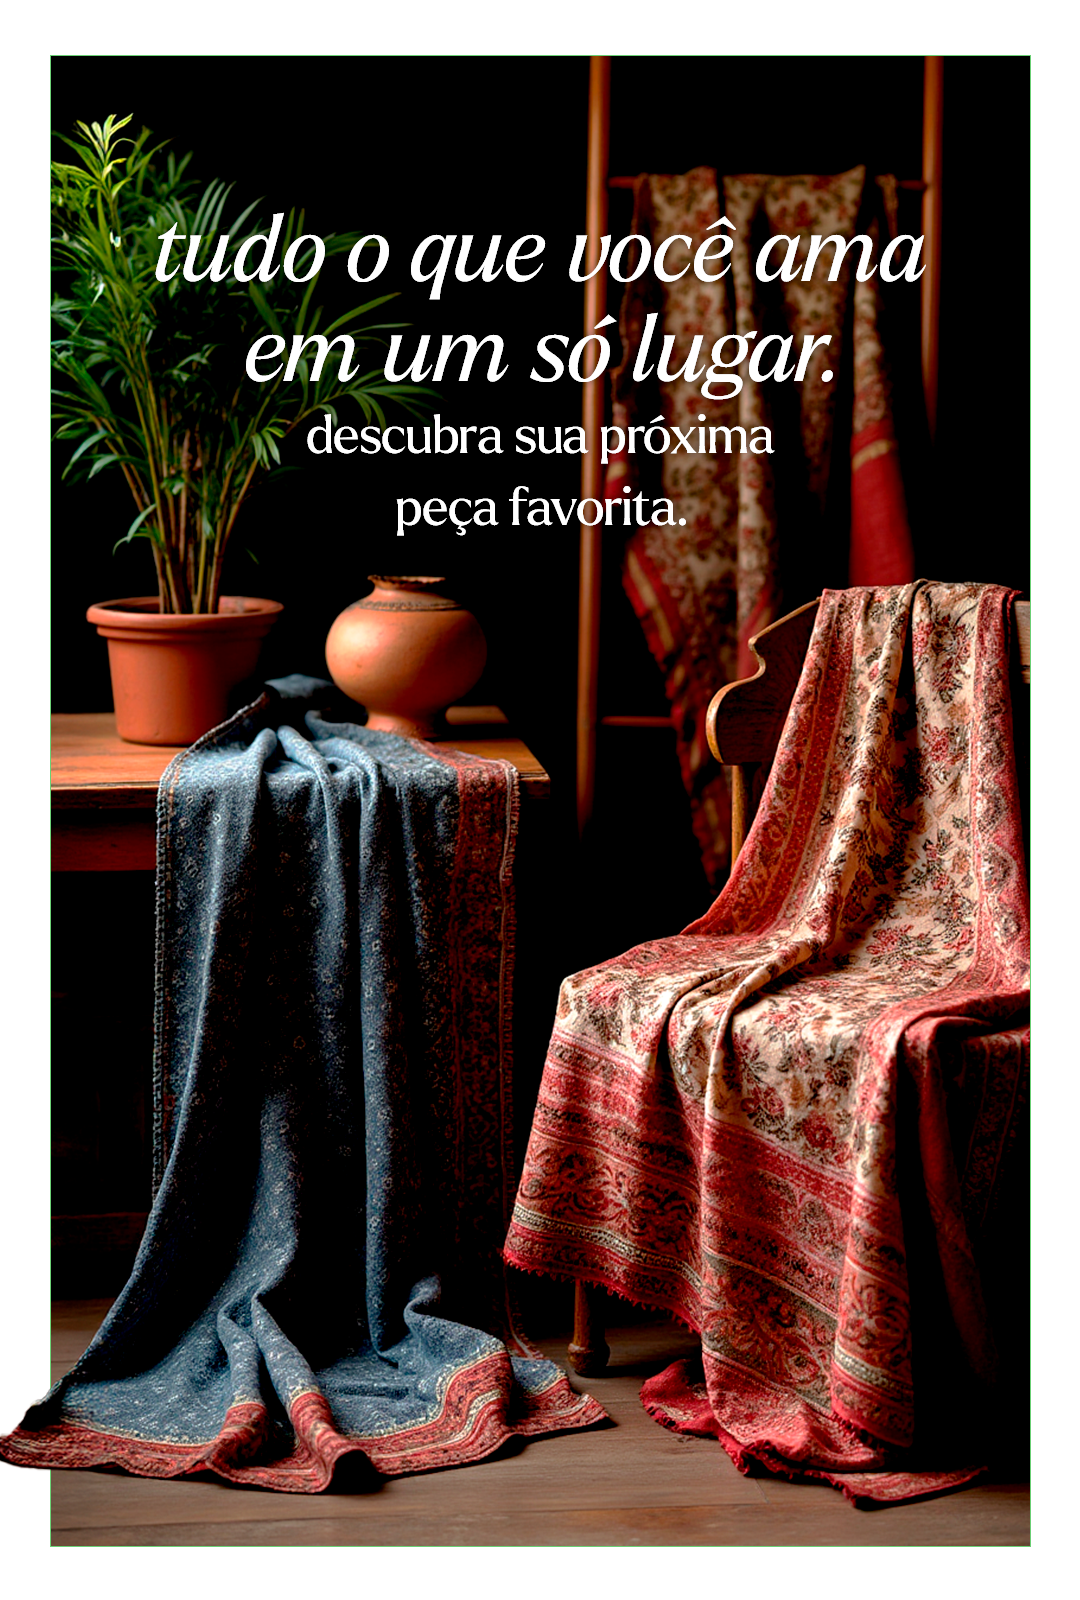 tudo o que você ama
em um só lugar.
descubra sua próxima
peça favorita.